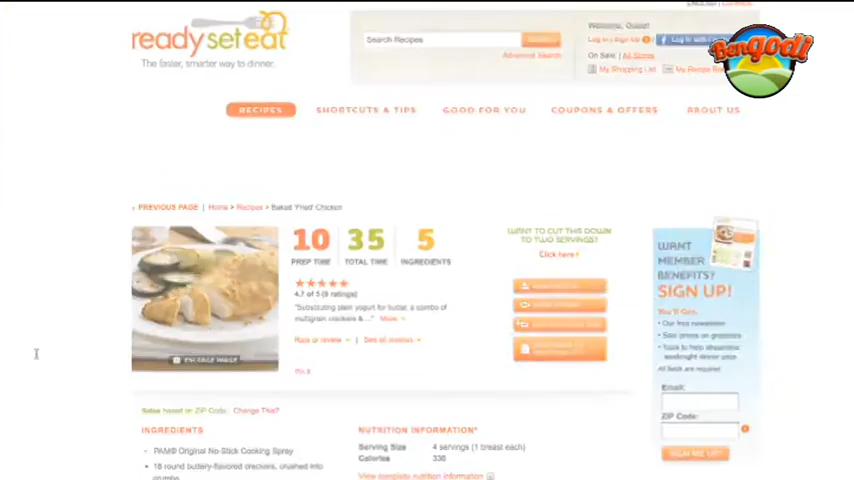 readyseteat
The faster, smarter way to dinner.
Search Recipes
Advanced Search
Welcome, Guest!
Log In / Sign Up
On Sale: All Stores
My Shopping List
My Recipe
Bengodi
RECIPES
SHORTCUTS & TIPS
GOOD FOR YOU
COUPONS & OFFERS
ABOUT US
PREVIOUS PAGE | Home > Recipes > Baked 'Fried' Chicken
10 PREP TIME
35 TOTAL TIME
5 INGREDIENTS
4.7 of 5 (9 ratings)
"Substituting plain yogurt for butter, a combo of
multigrain crackers & ..." More
Rate or review
See all reviews
ENLARGE IMAGE
WANT TO CUT THIS DOWN
TO TWO SERVINGS?
Click here!
WANT
MEMBER
BENEFITS?
SIGN UP!
You'll Get:
• Our free newsletter
• Sale prices on groceries
• Tools to help streamline
weeknight dinner plans
All fields are required
Email:
ZIP Code:
SIGN ME UP!
Sales based on ZIP Code: Change This?
INGREDIENTS
• PAM® Original No-Stick Cooking Spray
• 18 round buttery-flavored crackers, crushed into
crumbs
NUTRITION INFORMATION*
Serving Size 4 servings (1 breast each)
Calories 338
View complete nutrition information